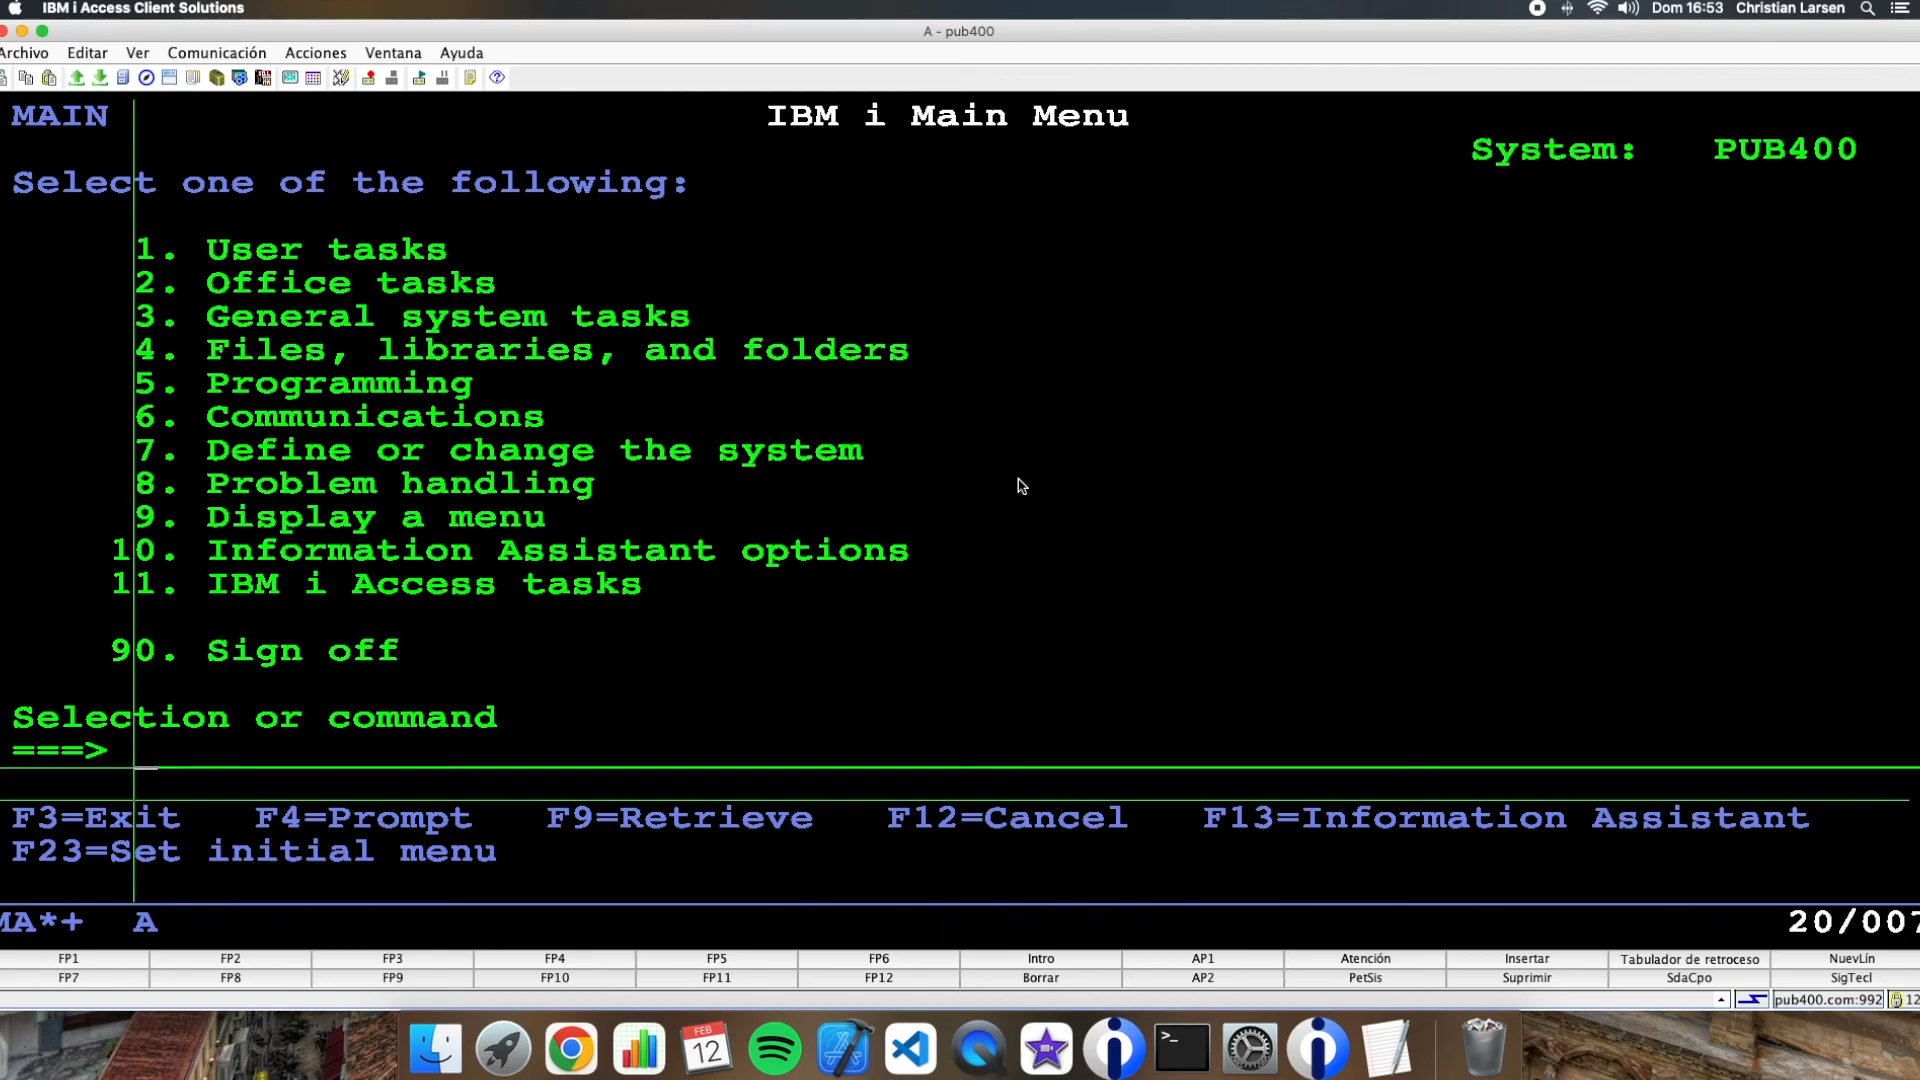 IBM i Access Client Solutions Dom 16:53 Christian Larsen
A - pub400
Archivo Editar Ver Comunicación Acciones Ventana Ayuda
MAIN IBM i Main Menu
System: PUB400
Select one of the following:
1. User tasks
2. Office tasks
3. General system tasks
4. Files, libraries, and folders
5. Programming
6. Communications
7. Define or change the system
8. Problem handling
9. Display a menu
10. Information Assistant options
11. IBM i Access tasks
90. Sign off
Selection or command
===>
F3=Exit F4=Prompt F9=Retrieve F12=Cancel F13=Information Assistant
F23=Set initial menu
MA*+ A 20/007
FP1 FP2 FP3 FP4 FP5 FP6 Intro AP1 Atención Insertar Tabulador de retroceso NuevLín
FP7 FP8 FP9 FP10 FP11 FP12 Borrar AP2 PetSis Suprimir SdaCpo SigTecl
pub400.com:992 12
FEB
12